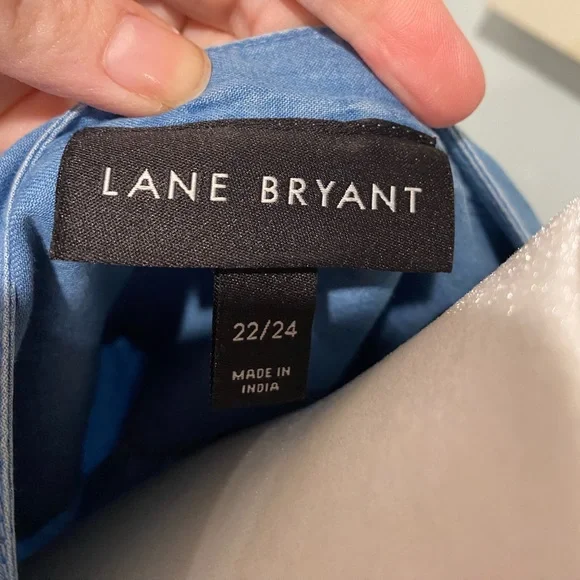 LANE BRYANT
22/24
MADE IN
INDIA